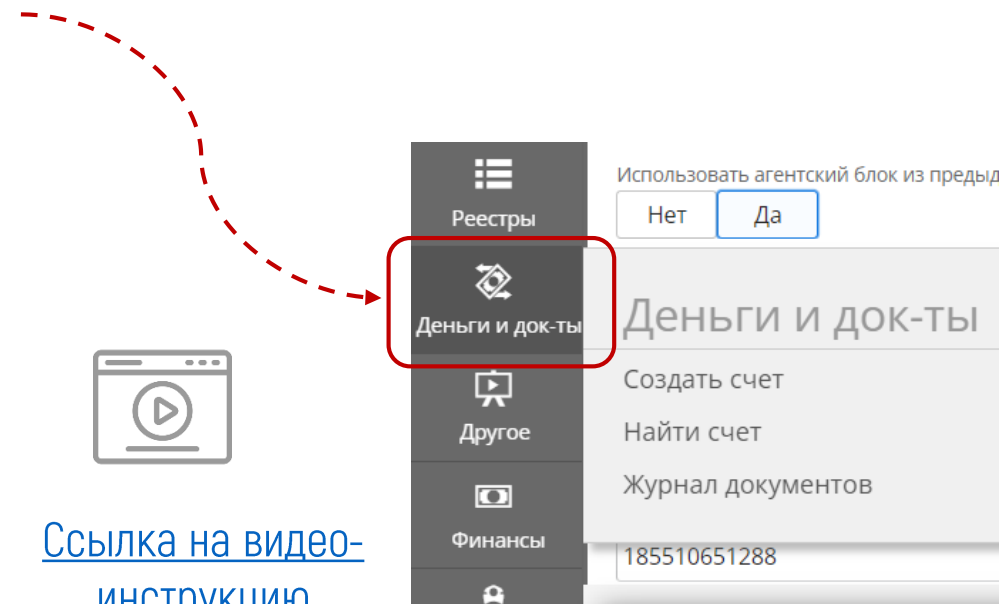 Использовать агентский блок из
Реестры
Нет
Да
Деньги и док-ты
Деньги и док-ты
Создать счет
Другое
Найти счет
Журнал документов
Финансы
Ссылка на видео-
инструкцию
185510651288